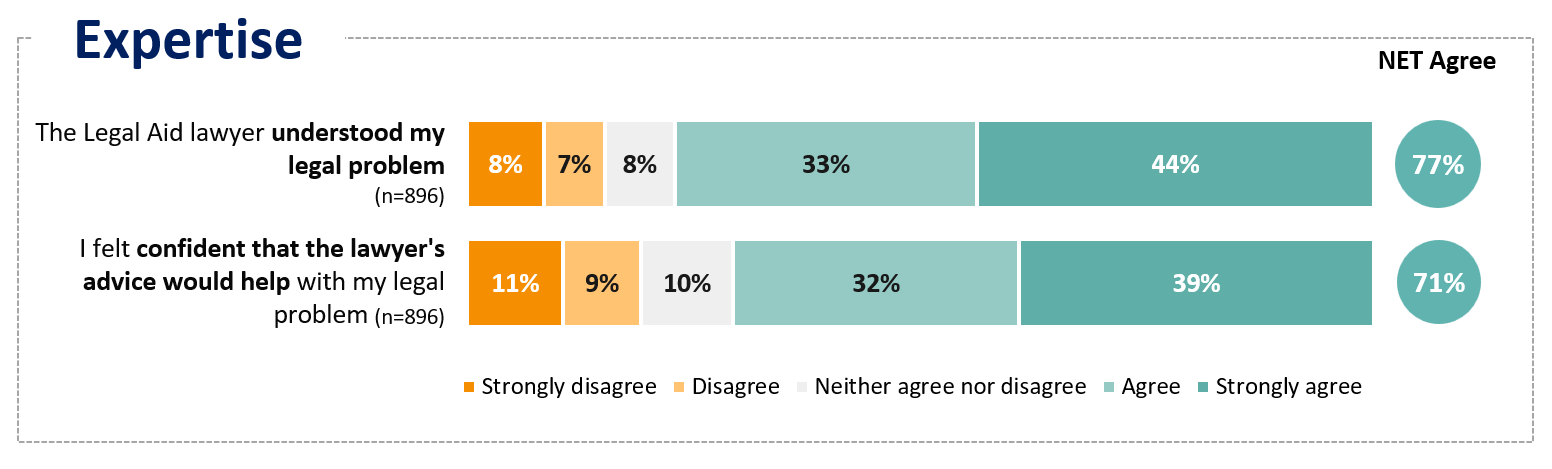 Expertise
NET Agree
The Legal Aid lawyer understood my
legal problem
(n=896)
8% 7% 8% 33% 44% 77%
I felt confident that the lawyer's
advice would help with my legal
problem (n=896)
11% 9% 10% 32% 39% 71%
Strongly disagree Disagree Neither agree nor disagree Agree Strongly agree